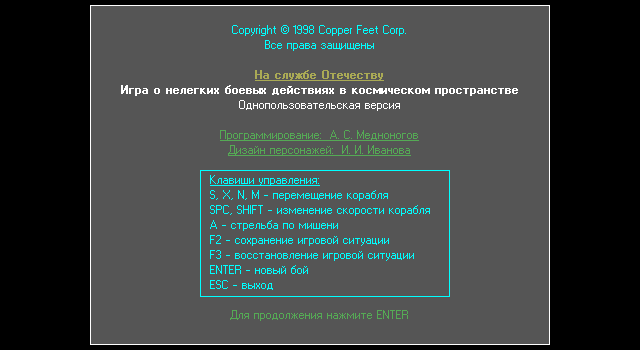 Copyright © 1998 Copper Feet Corp.
Все права защищены
На службе Отечеству
Игра о нелегких боевых действиях в космическом пространстве
Однопользовательская версия
Программирование: А. С. Медноногов
Дизайн персонажей: И. И. Иванова
Клавиши управления:
S, X, N, M - перемещение корабля
SPC, SHIFT - изменение скорости корабля
A - стрельба по мишени
F2 - сохранение игровой ситуации
F3 - восстановление игровой ситуации
ENTER - новый бой
ESC - выход
Для продолжения нажмите ENTER